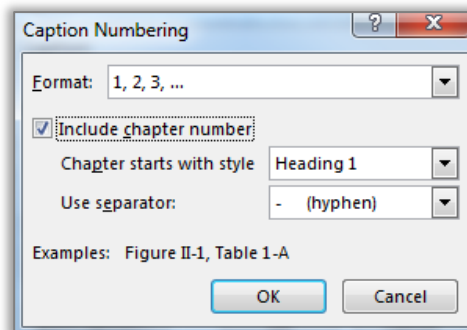 Caption Numbering ? X
Format: 1, 2, 3, ...
Include chapter number
Chapter starts with style Heading 1
Use separator: - (hyphen)
Examples: Figure II-1, Table 1-A
OK Cancel